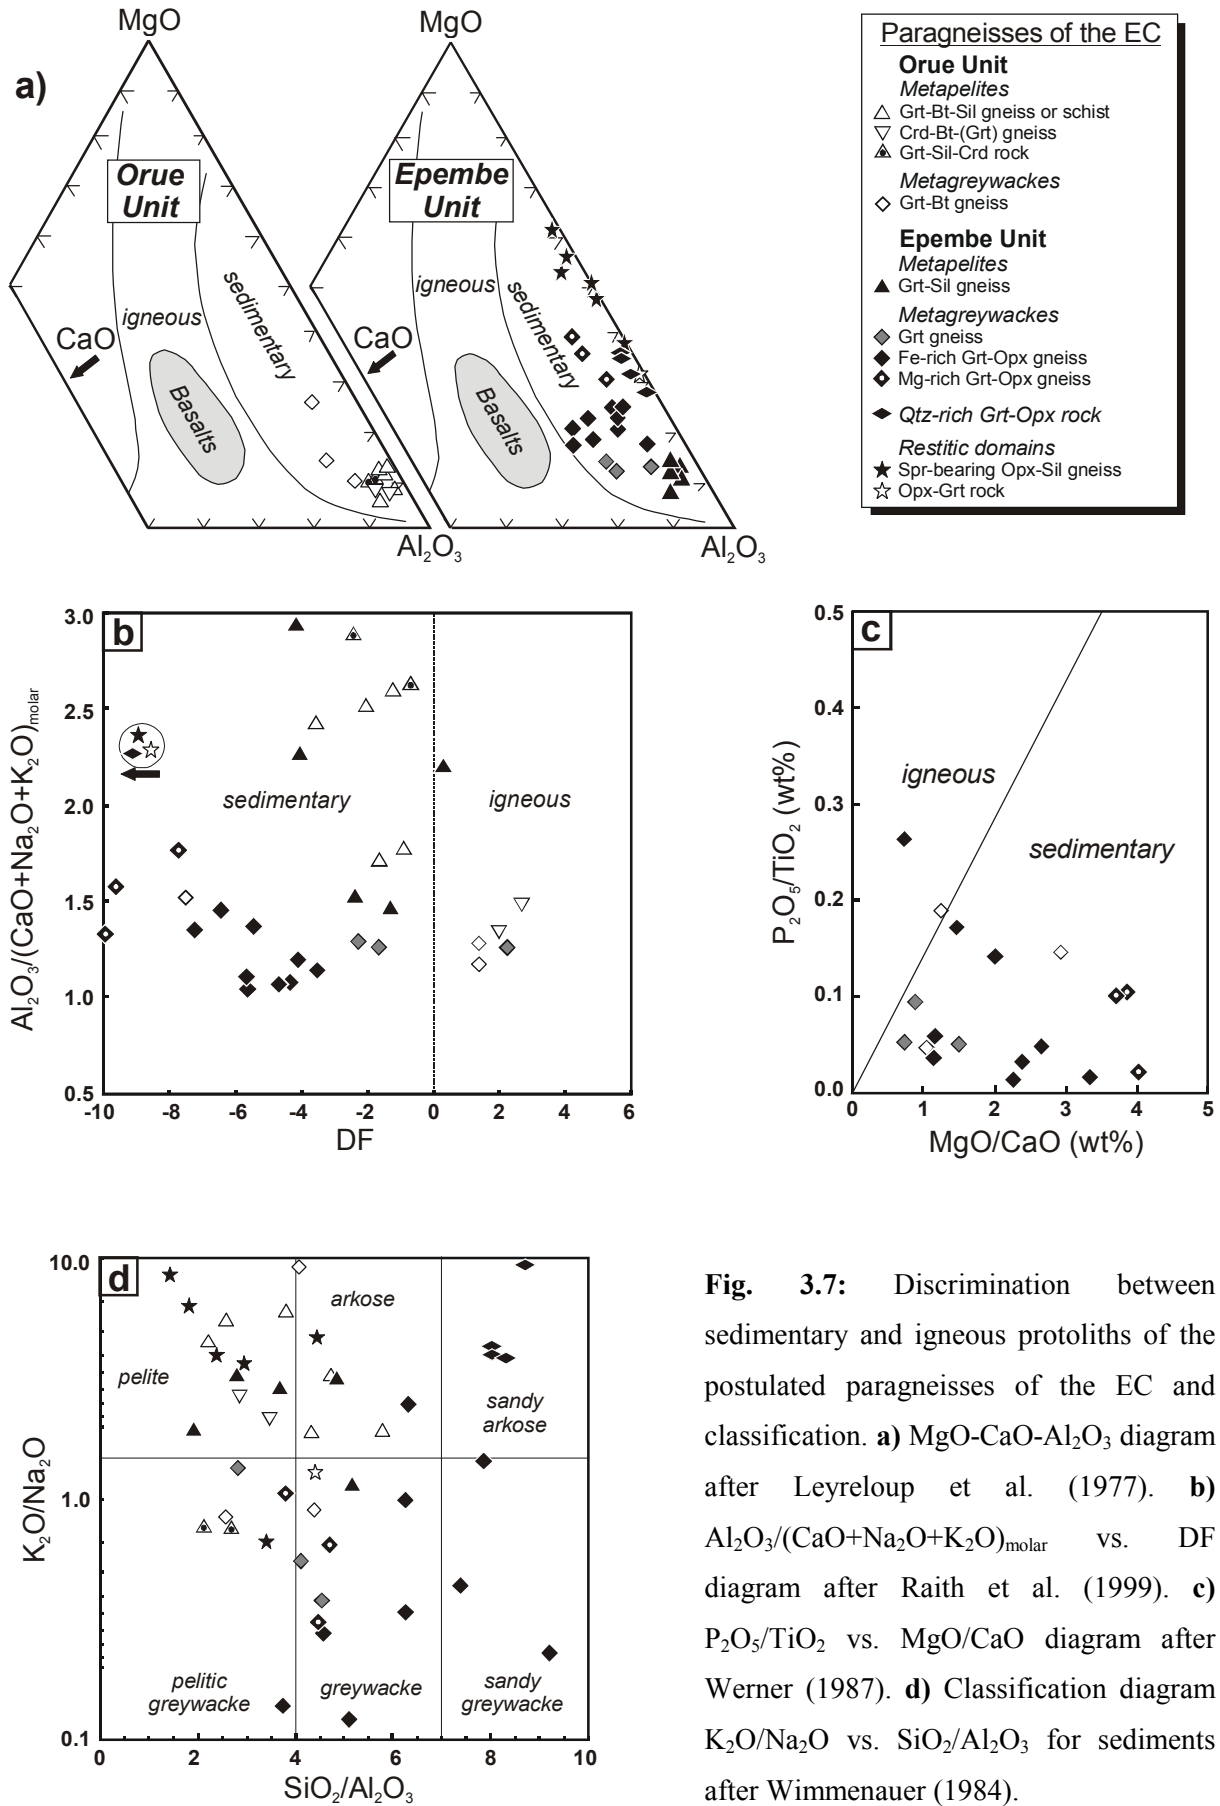 a)
MgO
MgO
Orue
Unit
Epembe
Unit
igneous
sedimentary
CaO
Basalts
Al₂O₃
igneous
sedimentary
CaO
Basalts
Al₂O₃
Paragneisses of the EC
Orue Unit
Metapelites
Grt-Bt-Sil gneiss or schist
Crd-Bt-(Grt) gneiss
Grt-Sil-Crd rock
Metagreywackes
Grt-Bt gneiss
Epembe Unit
Metapelites
Grt-Sil gneiss
Metagreywackes
Grt gneiss
Fe-rich Grt-Opx gneiss
Mg-rich Grt-Opx gneiss
Qtz-rich Grt-Opx rock
Restitic domains
Spr-bearing Opx-Sil gneiss
Opx-Grt rock
b
Al₂O₃/(CaO+Na₂O+K₂O)molar
3.0
2.5
2.0
1.5
1.0
0.5
sedimentary
igneous
-10 -8 -6 -4 -2 0 2 4 6
DF
c
P₂O₅/TiO₂ (wt%)
0.5
0.4
0.3
0.2
0.1
0.0
igneous
sedimentary
0 1 2 3 4 5
MgO/CaO (wt%)
d
K₂O/Na₂O
10.0
1.0
0.1
arkose
pelite
sandy
arkose
pelitic
greywacke
greywacke
sandy
greywacke
0 2 4 6 8 10
SiO₂/Al₂O₃
Fig. 3.7: Discrimination between
sedimentary and igneous protoliths of the
postulated paragneisses of the EC and
classification. a) MgO-CaO-Al₂O₃ diagram
after Leyreloup et al. (1977). b)
Al₂O₃/(CaO+Na₂O+K₂O)molar vs. DF
diagram after Raith et al. (1999). c)
P₂O₅/TiO₂ vs. MgO/CaO diagram after
Werner (1987). d) Classification diagram
K₂O/Na₂O vs. SiO₂/Al₂O₃ for sediments
after Wimmenauer (1984).